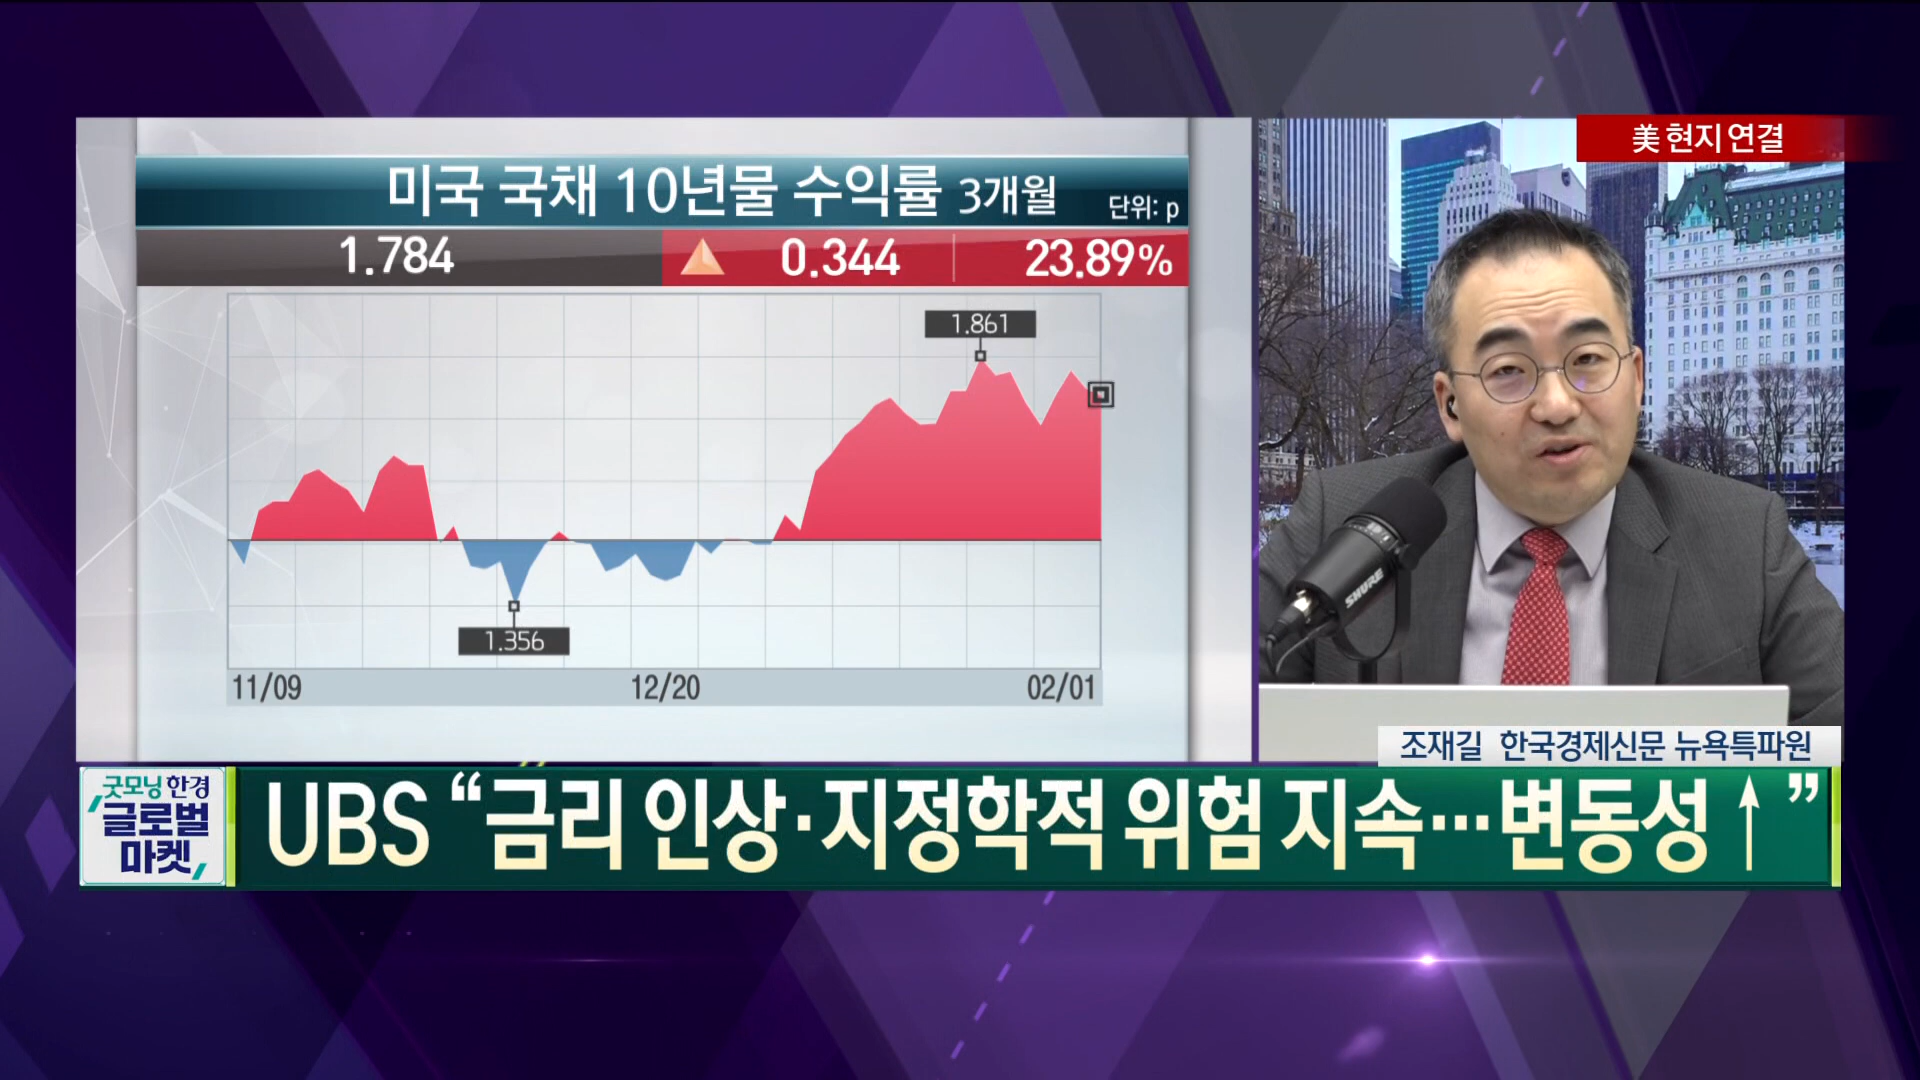 美 현지 연결
미국 국채 10년물 수익률 3개월 단위: p
1.784 0.344 23.89%
1.861
1.356
11/09 12/20 02/01
SHURE
조재길 한국경제신문 뉴욕특파원
굿모닝 한경
글로벌
마켓
UBS “금리 인상·지정학적 위험 지속…변동성↑”